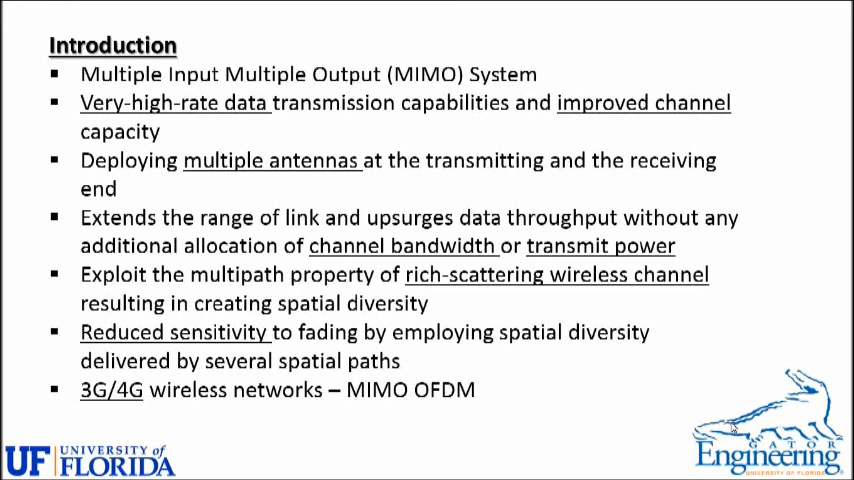 Introduction
▪ Multiple Input Multiple Output (MIMO) System
▪ Very-high-rate data transmission capabilities and improved channel
capacity
▪ Deploying multiple antennas at the transmitting and the receiving
end
▪ Extends the range of link and upsurges data throughput without any
additional allocation of channel bandwidth or transmit power
▪ Exploit the multipath property of rich-scattering wireless channel
resulting in creating spatial diversity
▪ Reduced sensitivity to fading by employing spatial diversity
delivered by several spatial paths
▪ 3G/4G wireless networks – MIMO OFDM
UF UNIVERSITY of
FLORIDA
GATOR
Engineering
UNIVERSITY OF FLORIDA